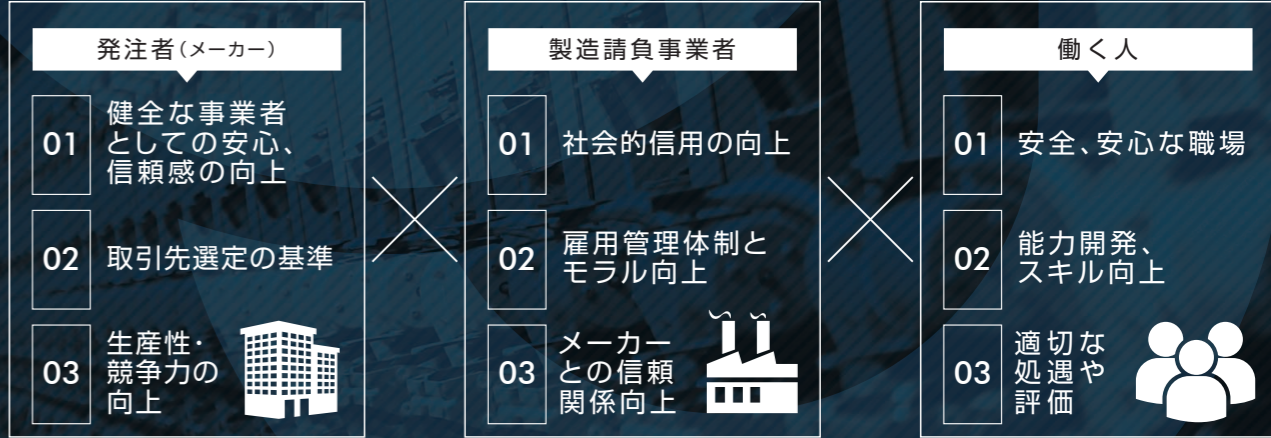 発注者(メーカー)
01
健全な事業者
としての安心、
信頼感の向上
02
取引先選定の基準
03
生産性・
競争力の
向上
製造請負事業者
01
社会的信用の向上
02
雇用管理体制と
モラル向上
03
メーカー
との信頼
関係向上
働く人
01
安全、安心な職場
02
能力開発、
スキル向上
03
適切な
処遇や
評価